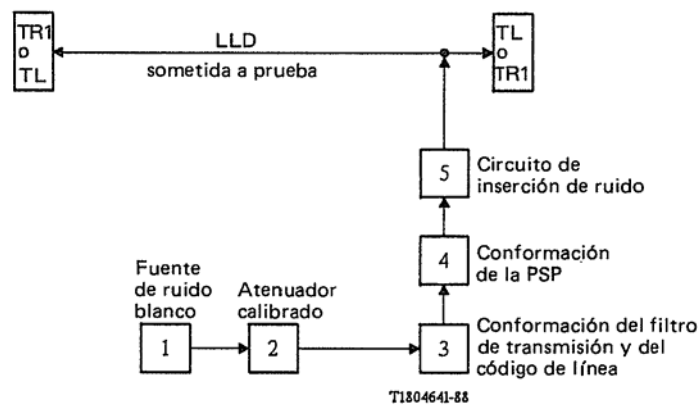 TR1
o
TL
LLD
sometida a prueba
TL
o
TR1
5
Circuito de
inserción de ruido
4
Conformación
de la PSP
Fuente
de ruido
blanco
1
Atenuador
calibrado
2
3
Conformación del filtro
de transmisión y del
código de línea
T1804641-88